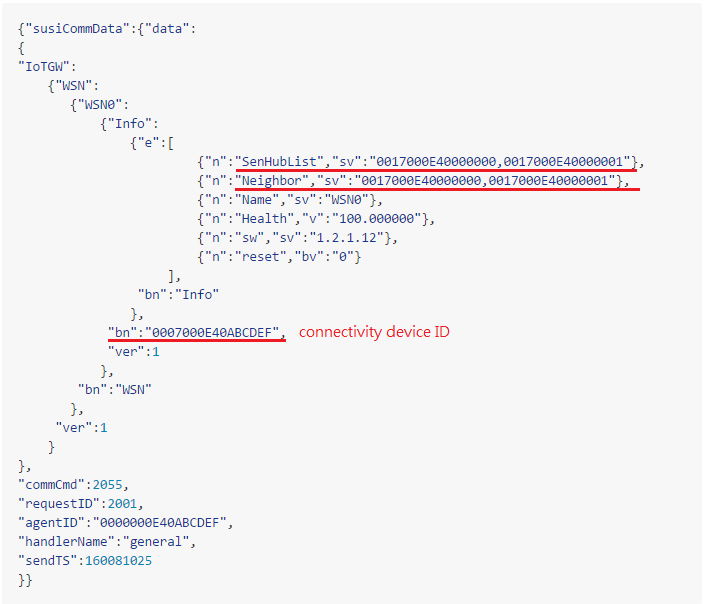 {"susiCommData":{"data":
{
"IoTGW":
{"WSN":
{"WSN0":
{"Info":
{"e":[
{"n":"SenHubList","sv":"0017000E40000000,0017000E40000001"},
{"n":"Neighbor","sv":"0017000E40000000,0017000E40000001"},
{"n":"Name","sv":"WSN0"},
{"n":"Health","v":"100.000000"},
{"n":"sw","sv":"1.2.1.12"},
{"n":"reset","bv":"0"}
],
"bn":"Info"
},
"bn":"0007000E40ABCDEF", connectivity device ID
"ver":1
},
"bn":"WSN"
},
"ver":1
}
},
"commCmd":2055,
"requestID":2001,
"agentID":"0000000E40ABCDEF",
"handlerName":"general",
"sendTS":160081025
}}